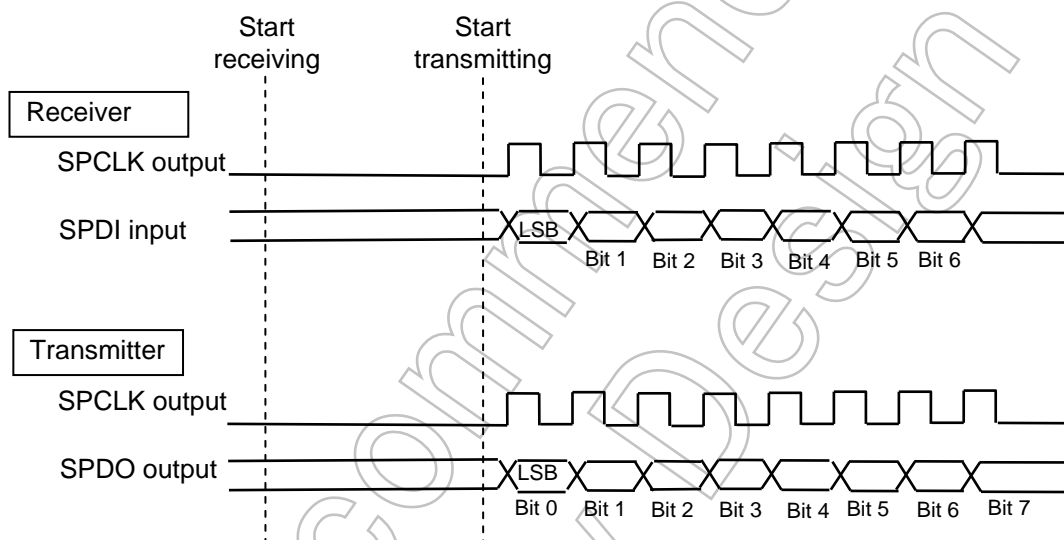 Start receiving
Start transmitting
Receiver
SPCLK output
SPDI input
LSB
Bit 1 Bit 2 Bit 3 Bit 4 Bit 5 Bit 6
Transmitter
SPCLK output
SPDO output
LSB
Bit 0 Bit 1 Bit 2 Bit 3 Bit 4 Bit 5 Bit 6 Bit 7
commen
Design